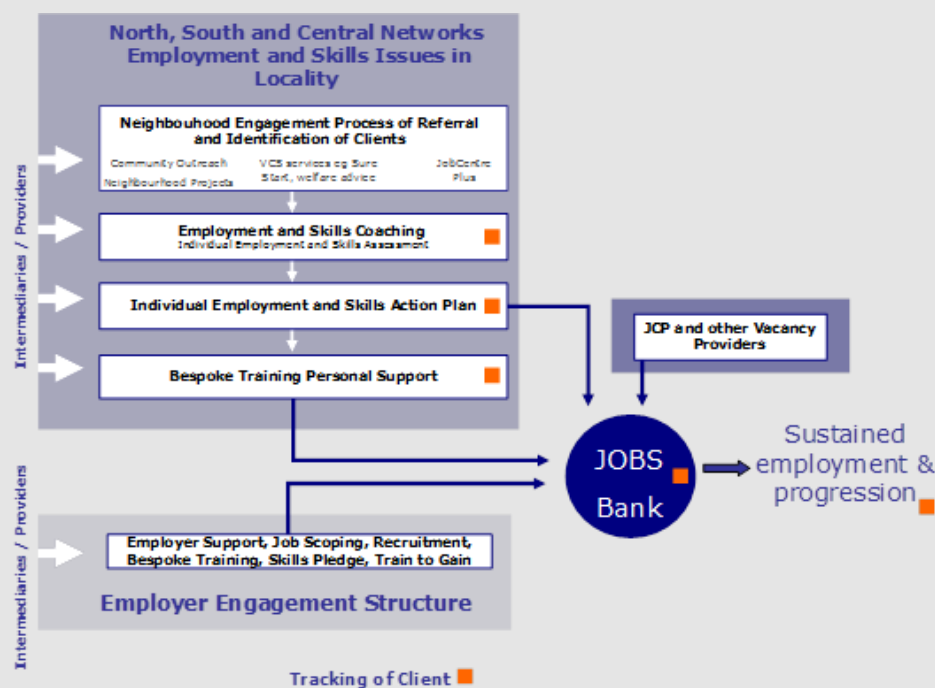 North, South and Central Networks
Employment and Skills Issues in
Locality
Neighbouhood Engagement Process of Referral
and Identification of Clients
Community Outreach
Neighbourhood Projects
VCS services eg Sure
Start, welfare advice
JobCentre
Plus
Employment and Skills Coaching
Individual Employment and Skills Assessment
Individual Employment and Skills Action Plan
Bespoke Training Personal Support
Intermediaries / Providers
JCP and other Vacancy
Providers
JOBS
Bank
Sustained
employment &
progression
Intermediaries / Providers
Employer Support, Job Scoping, Recruitment,
Bespoke Training, Skills Pledge, Train to Gain
Employer Engagement Structure
Tracking of Client